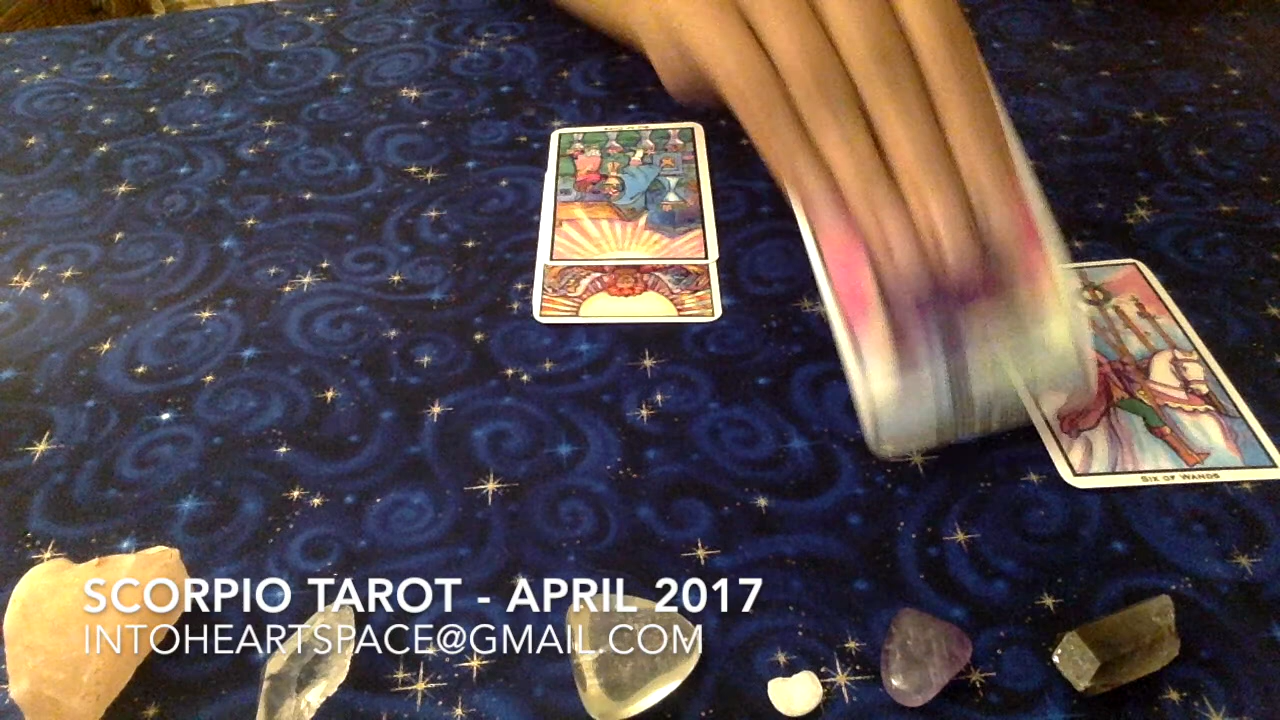 SIX OF WANDS
SCORPIO TAROT - APRIL 2017
INTOHEARTSPACE@GMAIL.COM